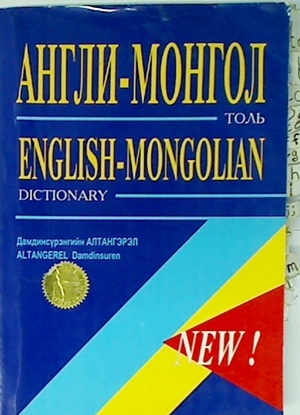 АНГЛИ-МОНГОЛ
ТОЛЬ
ENGLISH-MONGOLIAN
DICTIONARY
Дамдинсүрэнгийн АЛТАНГЭРЭЛ
ALTANGEREL Damdinsuren
NEW!